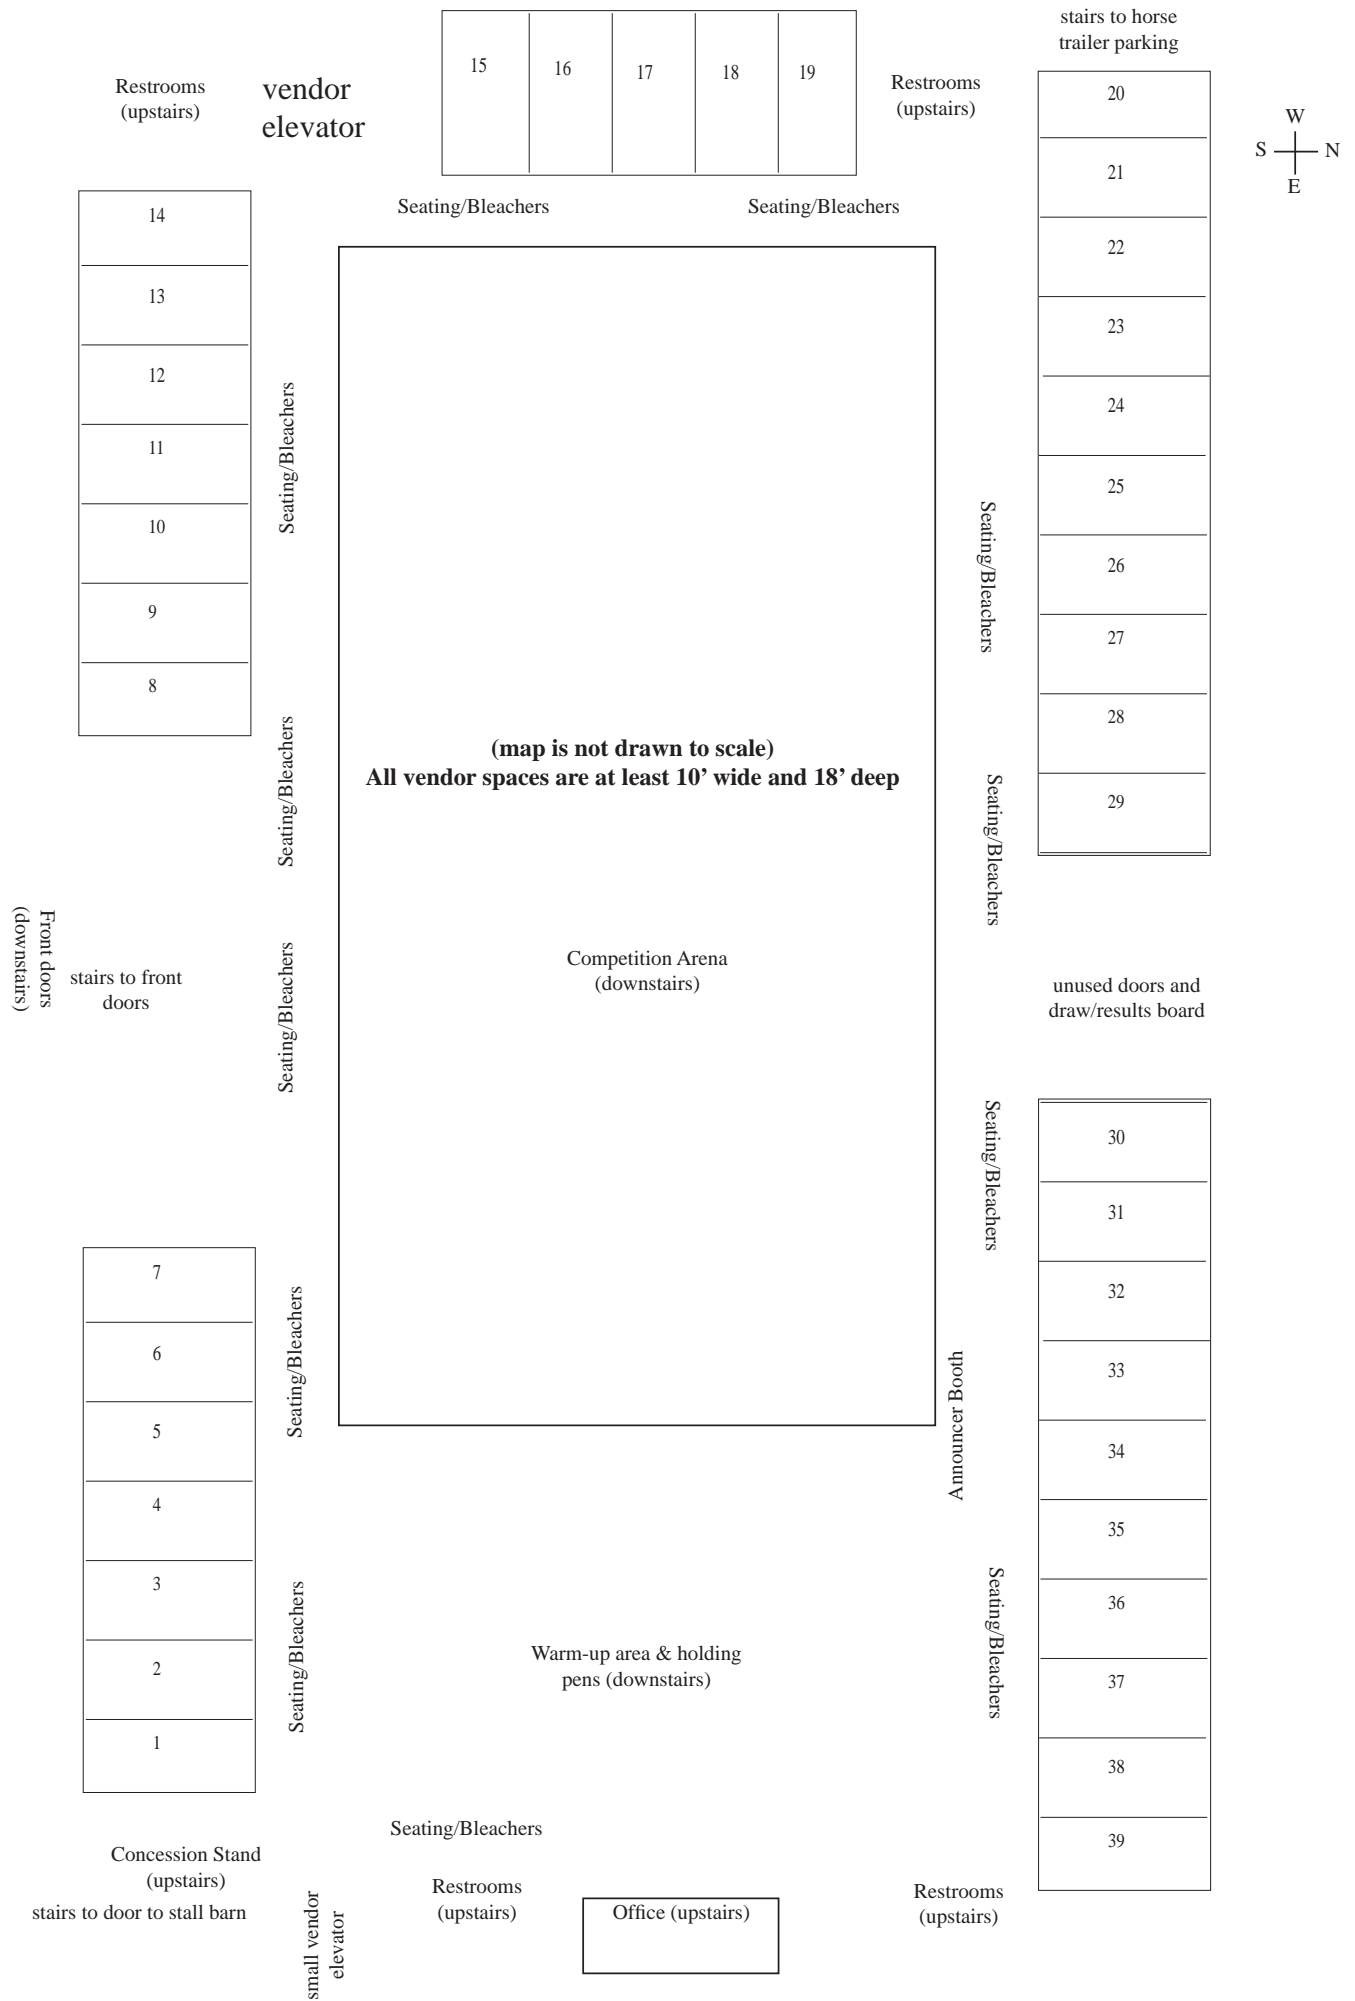 stairs to horse
trailer parking
15
16
17
18
19
Restrooms
(upstairs)
vendor
elevator
Restrooms
(upstairs)
20
W
S
N
E
21
Seating/Bleachers
Seating/Bleachers
14
22
13
23
12
24
Seating/Bleachers
11
25
10
Seating/Bleachers
26
9
27
8
28
Seating/Bleachers
(map is not drawn to scale)
All vendor spaces are at least 10’ wide and 18’ deep
Seating/Bleachers
29
Front doors
(downstairs)
stairs to front
doors
Seating/Bleachers
Competition Arena
(downstairs)
unused doors and
draw/results board
Seating/Bleachers
30
31
7
32
6
Seating/Bleachers
33
Announcer Booth
5
34
4
35
3
36
Seating/Bleachers
Seating/Bleachers
Warm-up area & holding
pens (downstairs)
2
37
1
38
Seating/Bleachers
39
Concession Stand
(upstairs)
stairs to door to stall barn
small vendor
elevator
Restrooms
(upstairs)
Office (upstairs)
Restrooms
(upstairs)